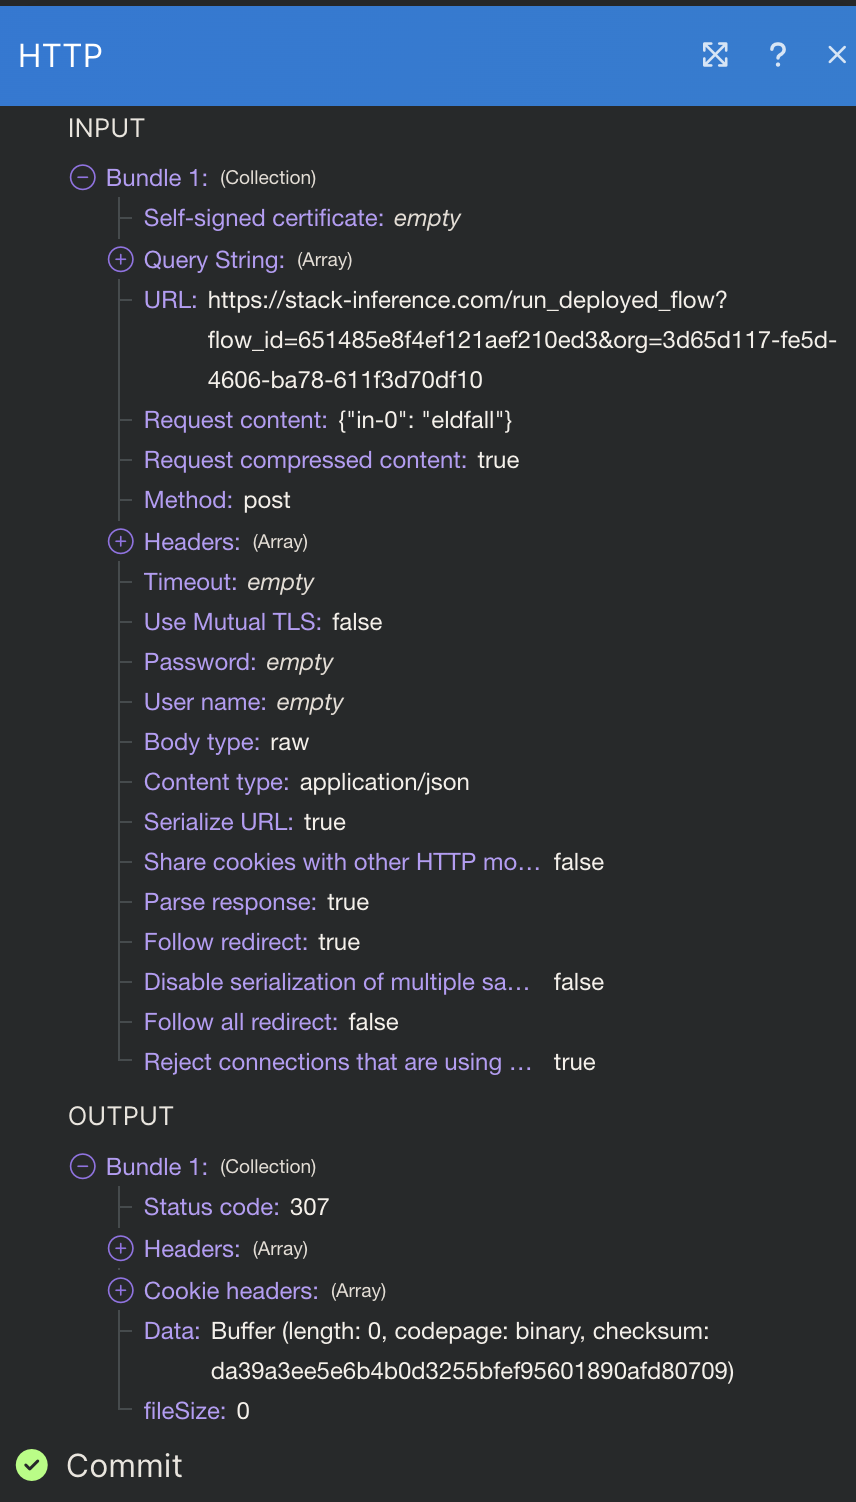 HTTP
INPUT
Bundle 1: (Collection)
Self-signed certificate: empty
Query String: (Array)
URL: https://stack-inference.com/run_deployed_flow?
flow_id=651485e8f4ef121aef210ed3&org=3d65d117-fe5d-
4606-ba78-611f3d70df10
Request content: {"in-0": "eldfall"}
Request compressed content: true
Method: post
Headers: (Array)
Timeout: empty
Use Mutual TLS: false
Password: empty
User name: empty
Body type: raw
Content type: application/json
Serialize URL: true
Share cookies with other HTTP mo... false
Parse response: true
Follow redirect: true
Disable serialization of multiple sa... false
Follow all redirect: false
Reject connections that are using ... true
OUTPUT
Bundle 1: (Collection)
Status code: 307
Headers: (Array)
Cookie headers: (Array)
Data: Buffer (length: 0, codepage: binary, checksum:
da39a3ee5e6b4b0d3255bfef95601890afd80709)
fileSize: 0
Commit